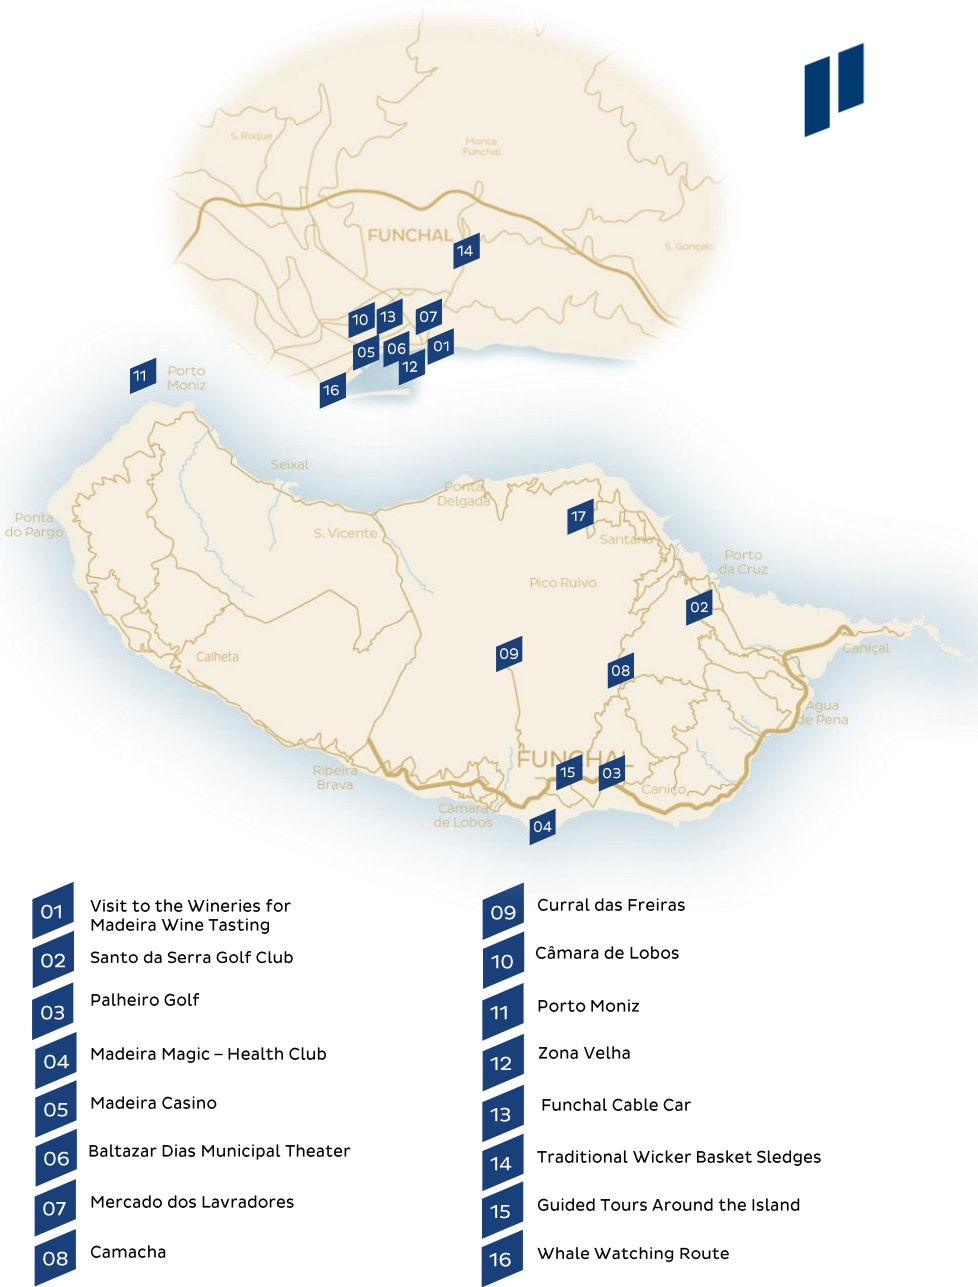 S. Roque
Monte
Funchal
FUNCHAL
14
S. Gonçalo
10
13
07
05
06
01
12
16
11
Porto
Moniz
Seixal
Ponta
Delgada
Ponta
do Pargo
S. Vicente
17
Santana
Porto
da Cruz
Pico Ruivo
02
Calheta
09
08
Caniçal
Agua
de Pena
FUNCHAL
Ribeira
Brava
15
03
Caniço
Câmara
de Lobos
04
01
Visit to the Wineries for
Madeira Wine Tasting
02
Santo da Serra Golf Club
03
Palheiro Golf
04
Madeira Magic – Health Club
05
Madeira Casino
06
Baltazar Dias Municipal Theater
07
Mercado dos Lavradores
08
Camacha
09
Curral das Freiras
10
Câmara de Lobos
11
Porto Moniz
12
Zona Velha
13
Funchal Cable Car
14
Traditional Wicker Basket Sledges
15
Guided Tours Around the Island
16
Whale Watching Route